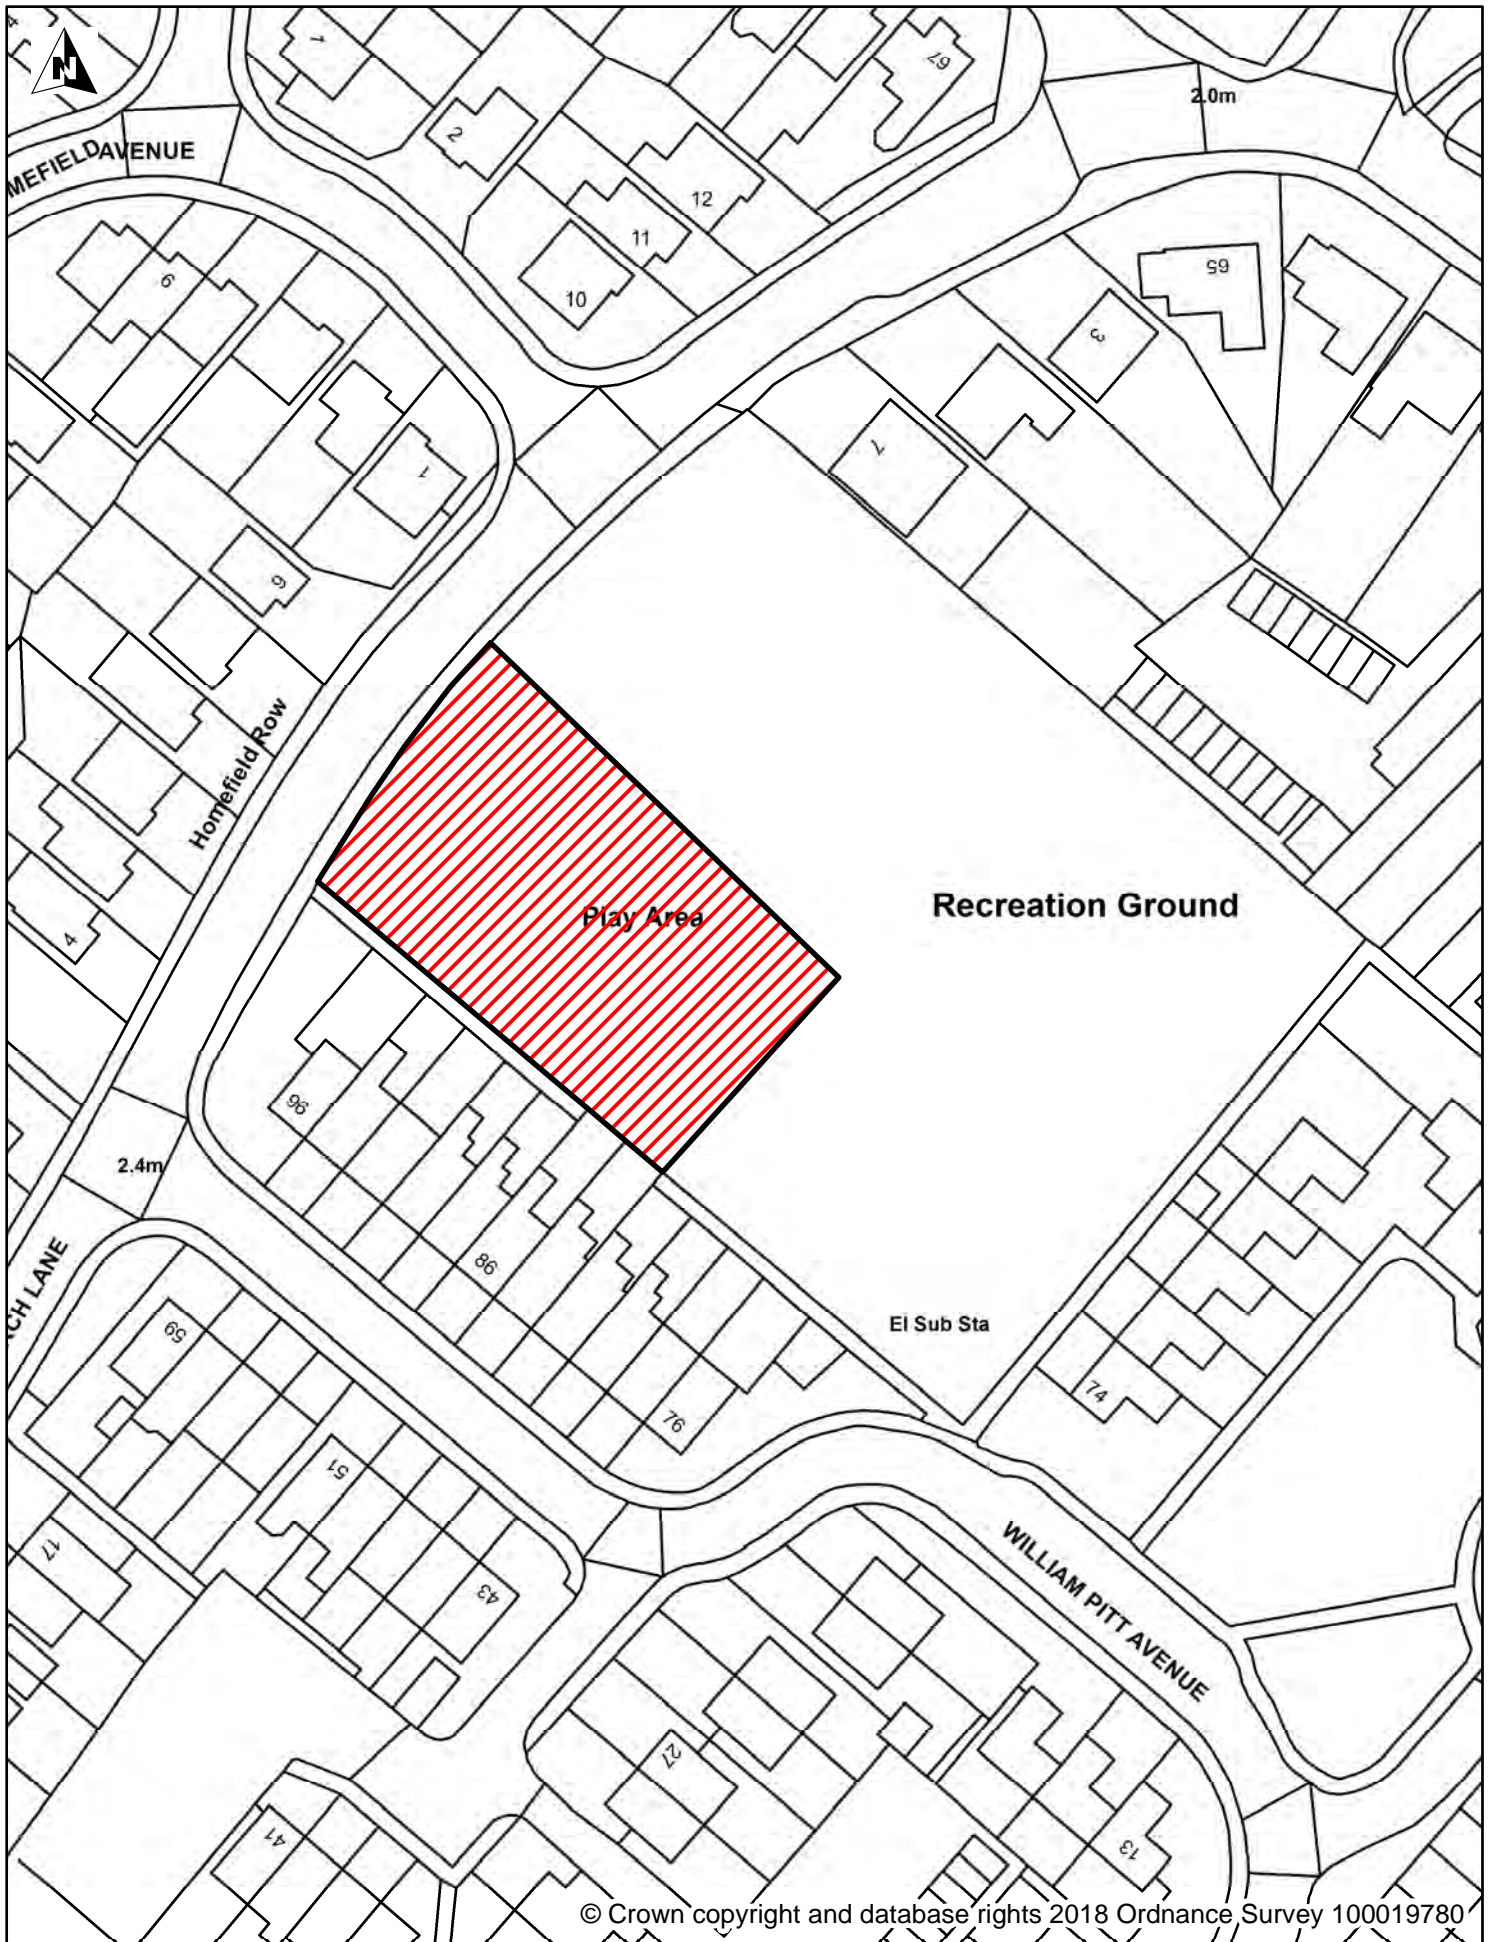 N
1
67
2.0m
2
MEFIELD AVENUE
12
11
65
9
10
3
7
1
6
Homefield Row
Play Area
Recreation Ground
4
96
2.4m
CH LANE
86
El Sub Sta
59
74
76
51
WILLIAM PITT AVENUE
17
43
27
41
13
© Crown copyright and database rights 2018 Ordnance Survey 100019780